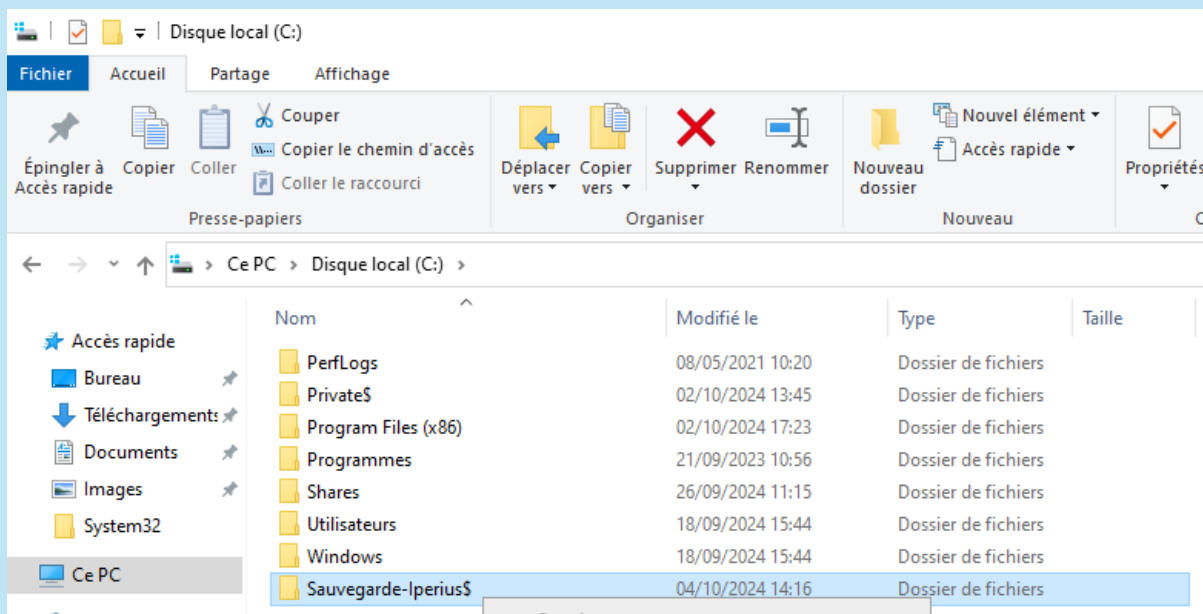 Disque local (C:)
Fichier Accueil Partage Affichage
Épingler à Accès rapide
Copier
Coller
Couper
Copier le chemin d'accès
Coller le raccourci
Presse-papiers
Déplacer vers
Copier vers
Supprimer
Renommer
Organiser
Nouveau dossier
Nouvel élément
Accès rapide
Nouveau
Propriétés
Ce PC > Disque local (C:) >
Accès rapide
Bureau
Téléchargements
Documents
Images
System32
Ce PC
Nom Modifié le Type Taille
PerfLogs 08/05/2021 10:20 Dossier de fichiers
Private$ 02/10/2024 13:45 Dossier de fichiers
Program Files (x86) 02/10/2024 17:23 Dossier de fichiers
Programmes 21/09/2023 10:56 Dossier de fichiers
Shares 26/09/2024 11:15 Dossier de fichiers
Utilisateurs 18/09/2024 15:44 Dossier de fichiers
Windows 18/09/2024 15:44 Dossier de fichiers
Sauvegarde-Iperius$ 04/10/2024 14:16 Dossier de fichiers